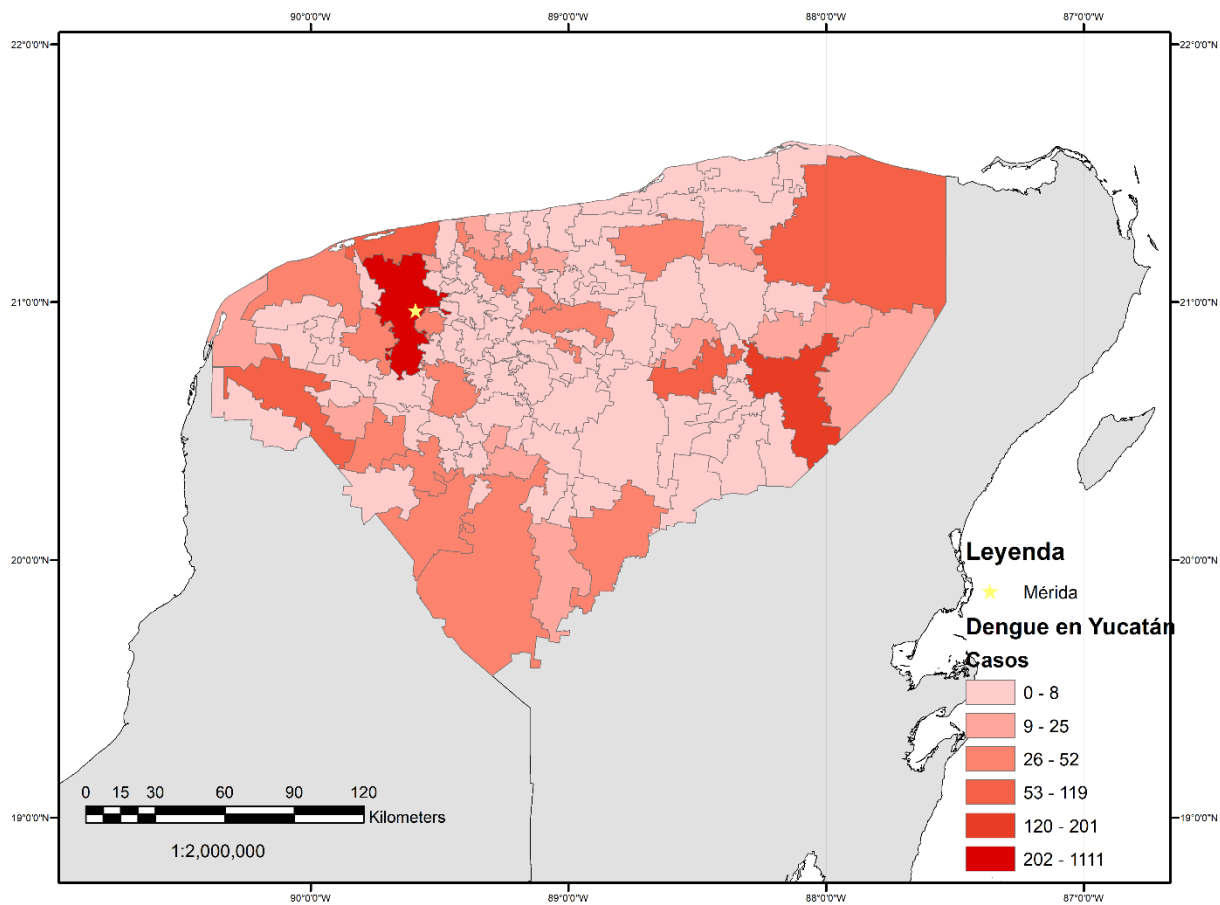 90°0'0"W 89°0'0"W 88°0'0"W 87°0'0"W
22°0'0"N 22°0'0"N
21°0'0"N 21°0'0"N
20°0'0"N 20°0'0"N
19°0'0"N 19°0'0"N
Leyenda
Mérida
Dengue en Yucatán
Casos
0 - 8
9 - 25
26 - 52
53 - 119
120 - 201
202 - 1111
0 15 30 60 90 120
Kilometers
1:2,000,000
90°0'0"W 89°0'0"W 88°0'0"W 87°0'0"W